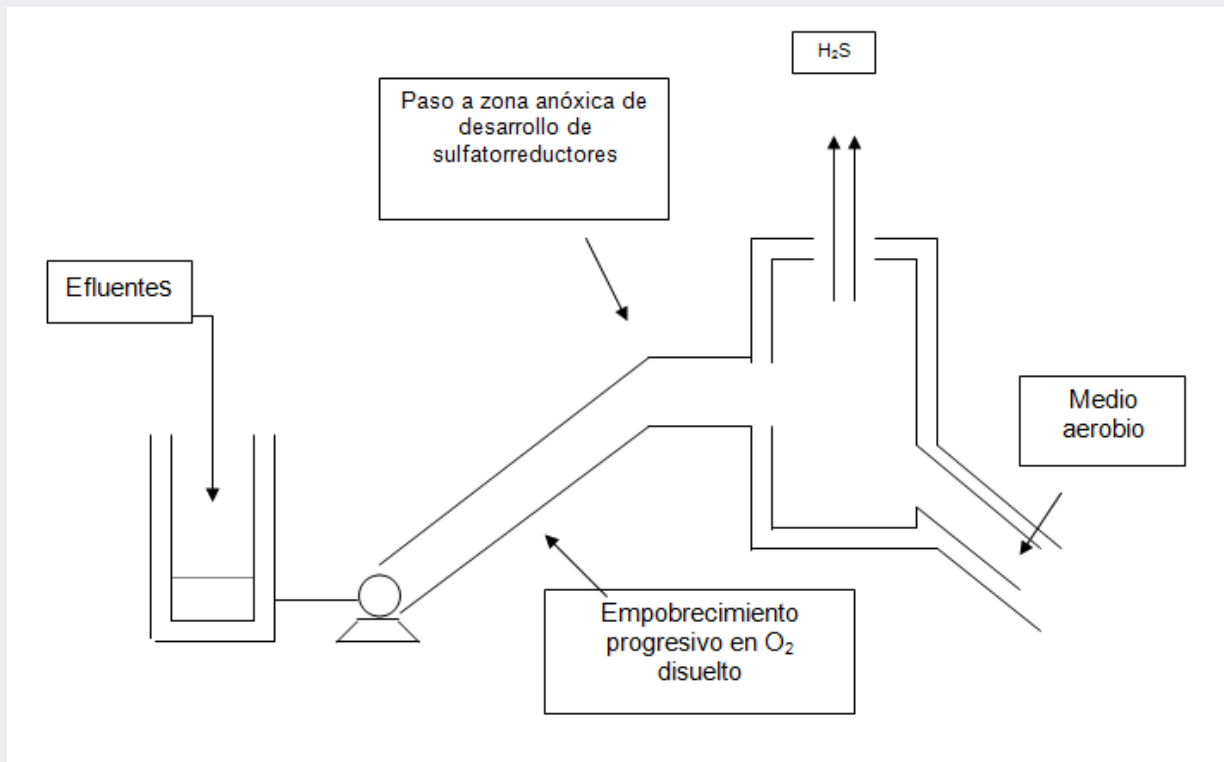 H₂S
Paso a zona anóxica de
desarrollo de
sulfatorreductores
Efluentes
Medio
aerobio
Empobrecimiento
progresivo en O₂
disuelto